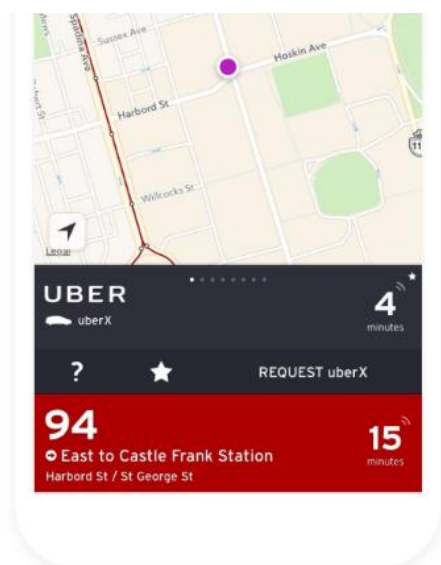 Spadina Ave
Sussex Ave
Hoskin Ave
Harbord St
Willcocks St
11
Legal
UBER
uberX
4
minutes
?
REQUEST uberX
94
East to Castle Frank Station
Harbord St / St George St
15
minutes